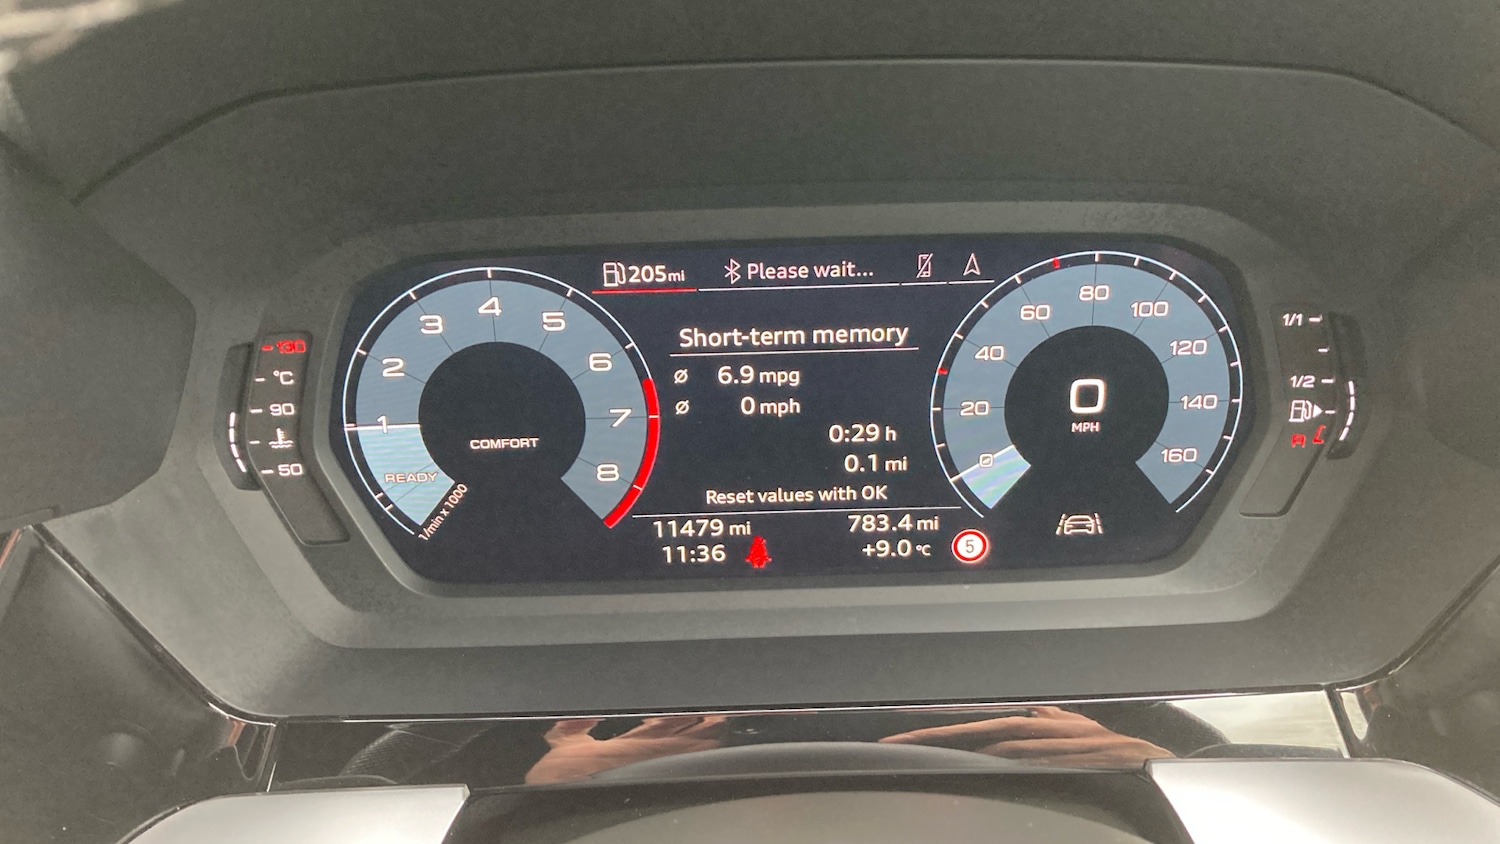 205 mi
Please wait...
Short-term memory
ø 6.9 mpg
ø 0 mph
0:29 h
0.1 mi
Reset values with OK
11479 mi
783.4 mi
11:36
+9.0 °C
5
1
2
3
4
5
6
7
8
READY
1/min x 1000
COMFORT
20
40
60
80
100
120
140
160
0
MPH
130
°C
90
50
1/1
1/2